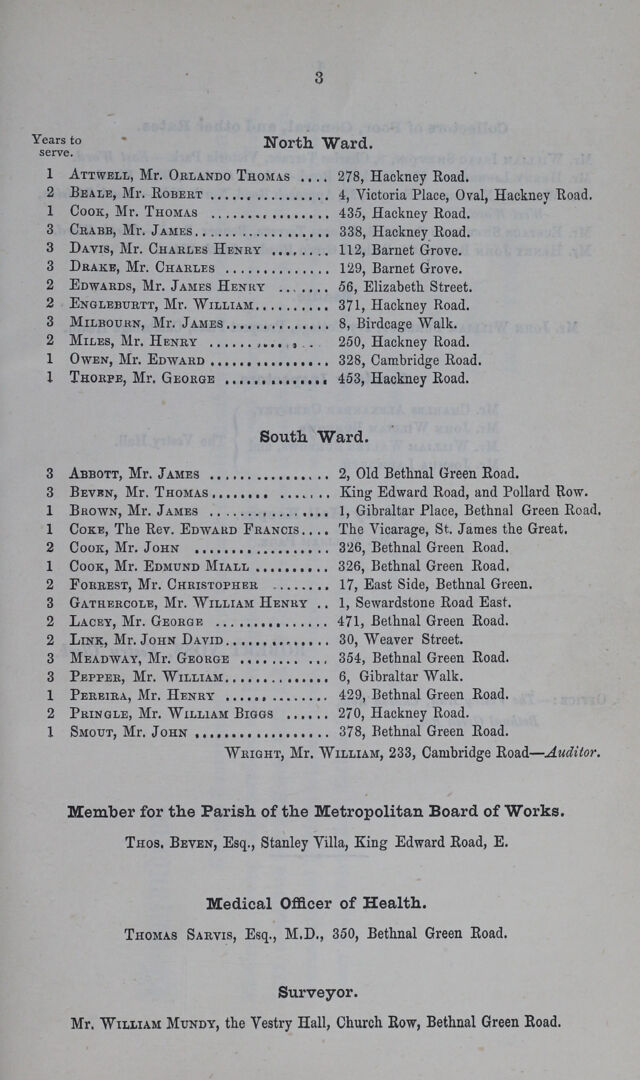 3
Years to serve.
North Ward.
1 ATTWELL, Mr. ORLANDO THOMAS .... 278, Hackney Road.
2 BEALE, Mr. ROBERT ................ 4, Victoria Place, Oval, Hackney Road.
1 COOK, Mr. THOMAS ................ 435, Hackney Road.
3 CRABB, Mr. JAMES.................. 338, Hackney Road.
3 DAVIS, Mr. CHARLES HENRY ........ 112, Barnet Grove.
3 DRAKE, Mr. CHARLES .............. 129, Barnet Grove.
2 EDWARDS, Mr. JAMES HENRY ...... 56, Elizabeth Street.
2 ENGLEBURTT, Mr. WILLIAM.......... 371, Hackney Road.
3 MILBOURN, Mr. JAMES.............. 8, Birdcage Walk.
2 MILES, Mr. HENRY ................ 250, Hackney Road.
1 OWEN, Mr. EDWARD ................ 328, Cambridge Road.
1 THORPE, Mr. GEORGE .............. 453, Hackney Road.
South Ward.
3 ABBOTT, Mr. JAMES ................ 2, Old Bethnal Green Road.
3 BEVEN, Mr. THOMAS................ King Edward Road, and Pollard Row.
1 BROWN, Mr. JAMES ................ 1, Gibraltar Place, Bethnal Green Road.
1 COKE, The Rev. EDWARD FRANCIS.... The Vicarage, St. James the Great.
2 COOK, Mr. JOHN .................. 326, Bethnal Green Road.
1 COOK, Mr. EDMUND MIALL .......... 326, Bethnal Green Road.
2 FORREST, Mr. CHRISTOPHER ........ 17, East Side, Bethnal Green.
3 GATHERCOLE, Mr. WILLIAM HENRY .. 1, Sewardstone Road East.
2 LACEY, Mr. GEORGE ................ 471, Bethnal Green Road.
2 LINK, Mr. JOHN DAVID.............. 30, Weaver Street.
3 MEADWAY, Mr. GEORGE ............ 354, Bethnal Green Road.
3 PEPPER, Mr. WILLIAM.............. 6, Gibraltar Walk.
1 PEREIRA, Mr. HENRY .............. 429, Bethnal Green Road.
2 PRINGLE, Mr. WILLIAM BIGGS ...... 270, Hackney Road.
1 SMOUT, Mr. JOHN .................. 378, Bethnal Green Road.
WRIGHT, Mr. WILLIAM, 233, Cambridge Road—Auditor.
Member for the Parish of the Metropolitan Board of Works.
THOS. BEVEN, Esq., Stanley Villa, King Edward Road, E.
Medical Officer of Health.
THOMAS SARVIS, Esq., M.D., 350, Bethnal Green Road.
Surveyor.
Mr. WILLIAM MUNDY, the Vestry Hall, Church Row, Bethnal Green Road.